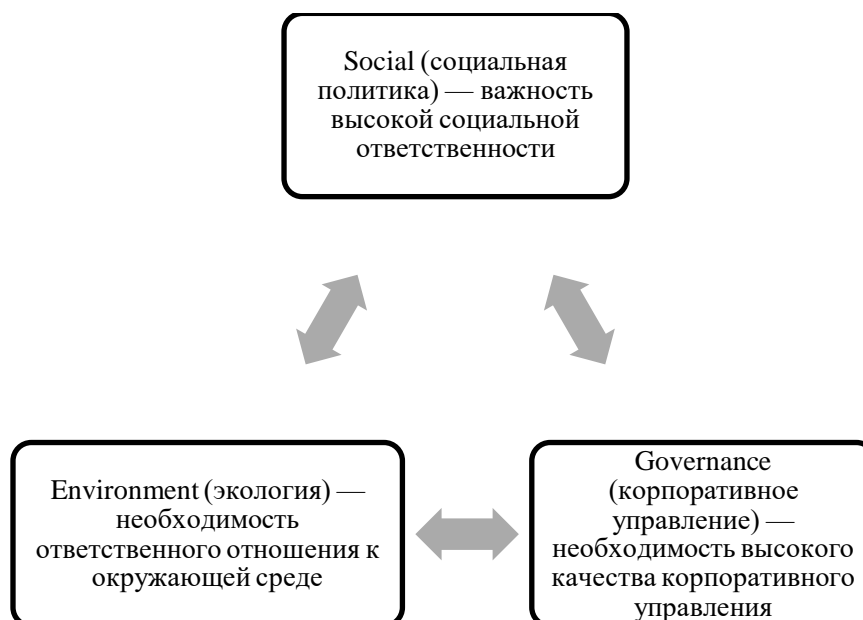 Social (социальная
политика) — важность
высокой социальной
ответственности
Environment (экология) —
необходимость
ответственного отношения к
окружающей среде
Governance
(корпоративное
управление) —
необходимость высокого
качества корпоративного
управления